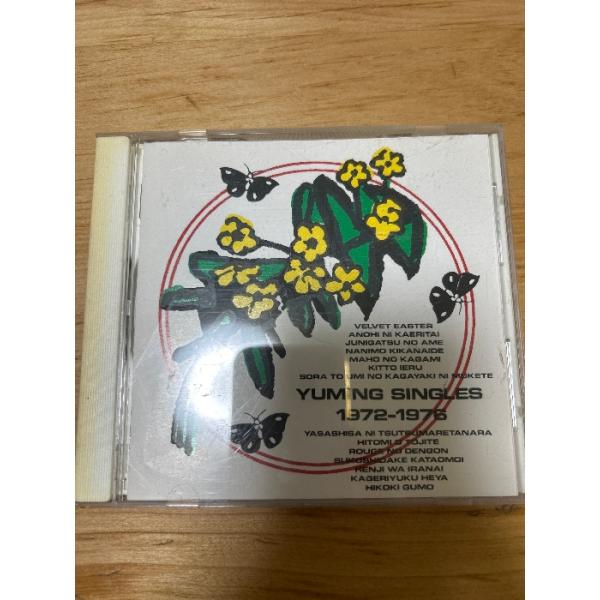 VELVET EASTER
ANOHI NI KAERITAI
JUNIGATSU NO AME
NANIMO KIKANAIDE
MAHO NO KAGAMI
KITTO IERU
SORA TO UMI NO KAGAYAKI NI MUKETE
YUMING SINGLES
1972-1976
YASASHISA NI TSUTSUMARETANARA
HITOMI O TOJITE
ROUGE NO DENGON
SUKOSHIDAKE KATAOMOI
HENJI WA IRANAI
KAGERIYUKU HEYA
HIKOKI GUMO